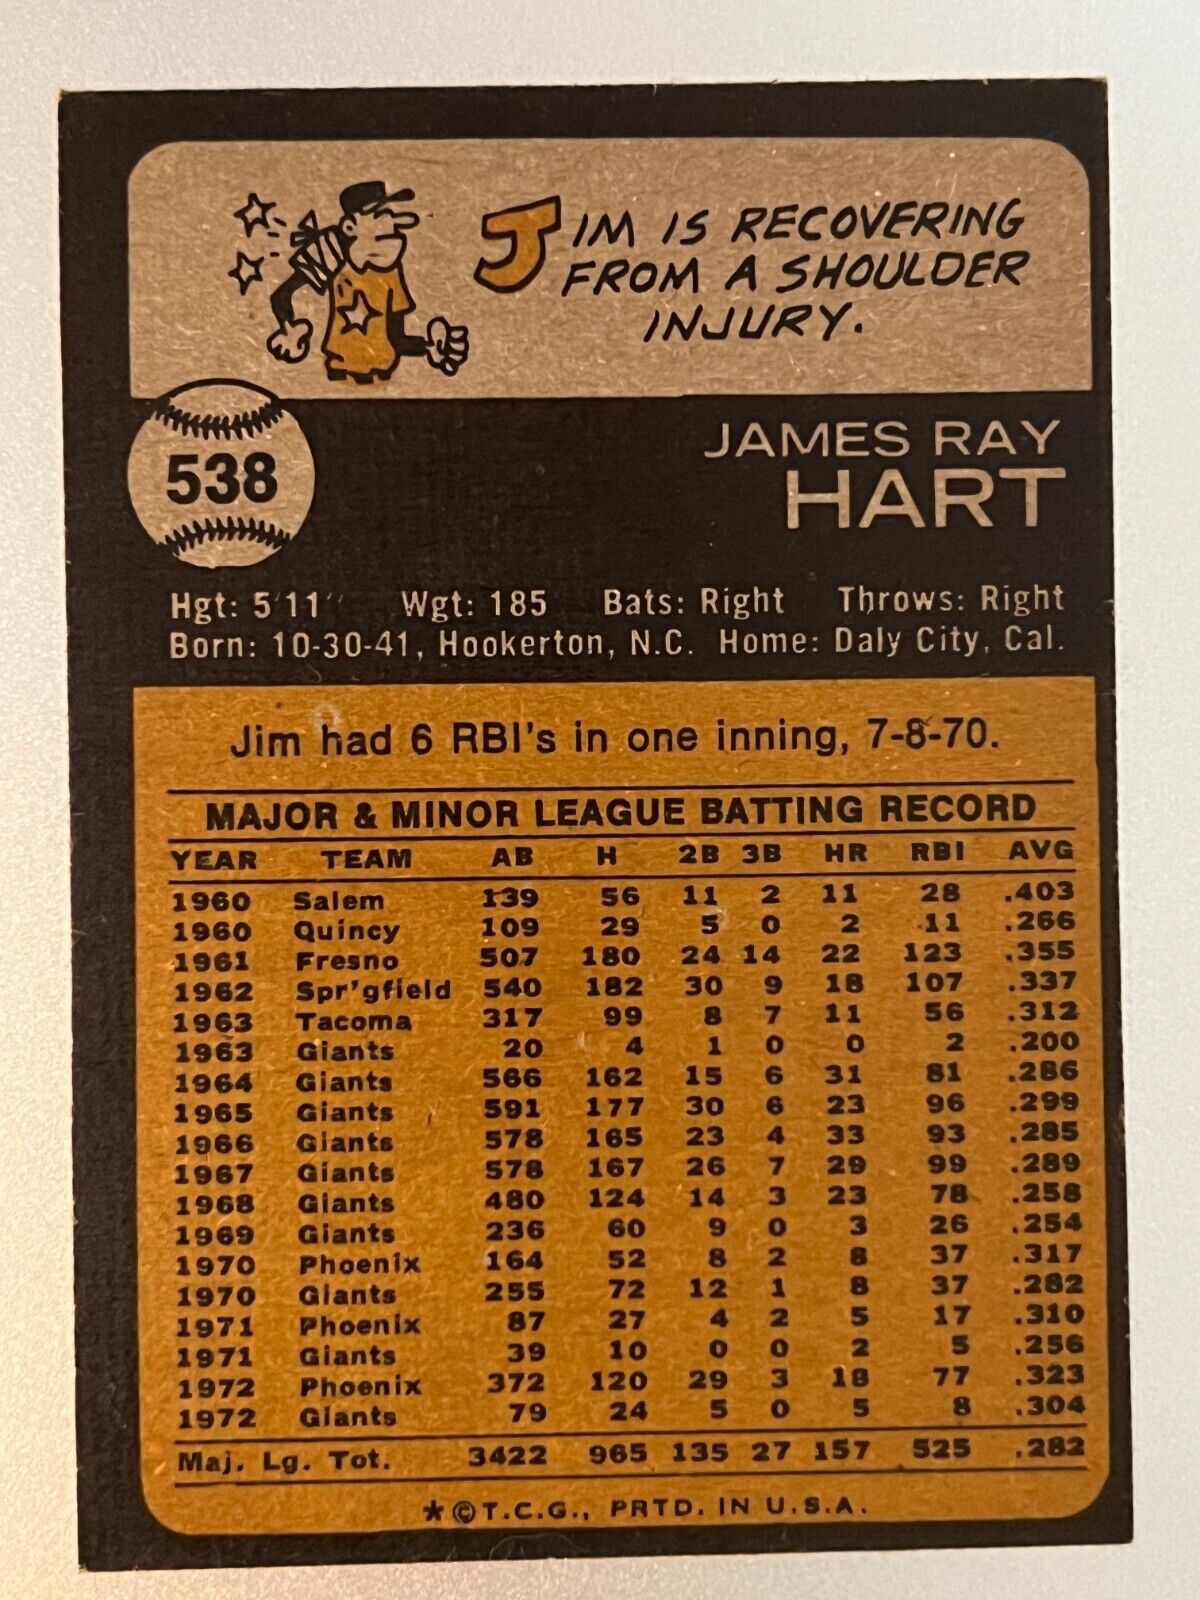 JIM IS RECOVERING
FROM A SHOULDER
INJURY.
538
JAMES RAY
HART
Hgt: 5'11" Wgt: 185 Bats: Right Throws: Right
Born: 10-30-41, Hookerton, N.C. Home: Daly City, Cal.
Jim had 6 RBI's in one inning, 7-8-70.
MAJOR & MINOR LEAGUE BATTING RECORD
YEAR TEAM AB H 2B 3B HR RBI AVG
1960 Salem 139 56 11 2 11 28 .403
1960 Quincy 109 29 5 0 2 11 .266
1961 Fresno 507 180 24 14 22 123 .355
1962 Spr'gfield 540 182 30 9 18 107 .337
1963 Tacoma 317 99 8 7 11 56 .312
1963 Giants 20 4 1 0 0 2 .200
1964 Giants 566 162 15 6 31 81 .286
1965 Giants 591 177 30 6 23 96 .299
1966 Giants 578 165 23 4 33 93 .285
1967 Giants 578 167 26 7 29 99 .289
1968 Giants 480 124 14 3 23 78 .258
1969 Giants 236 60 9 0 3 26 .254
1970 Phoenix 164 52 8 2 8 37 .317
1970 Giants 255 72 12 1 8 37 .282
1971 Phoenix 87 27 4 2 5 17 .310
1971 Giants 39 10 0 0 2 5 .256
1972 Phoenix 372 120 29 3 18 77 .323
1972 Giants 79 24 5 0 5 8 .304
Maj. Lg. Tot. 3422 965 135 27 157 525 .282
*©T.C.G., PRTD. IN U.S.A.